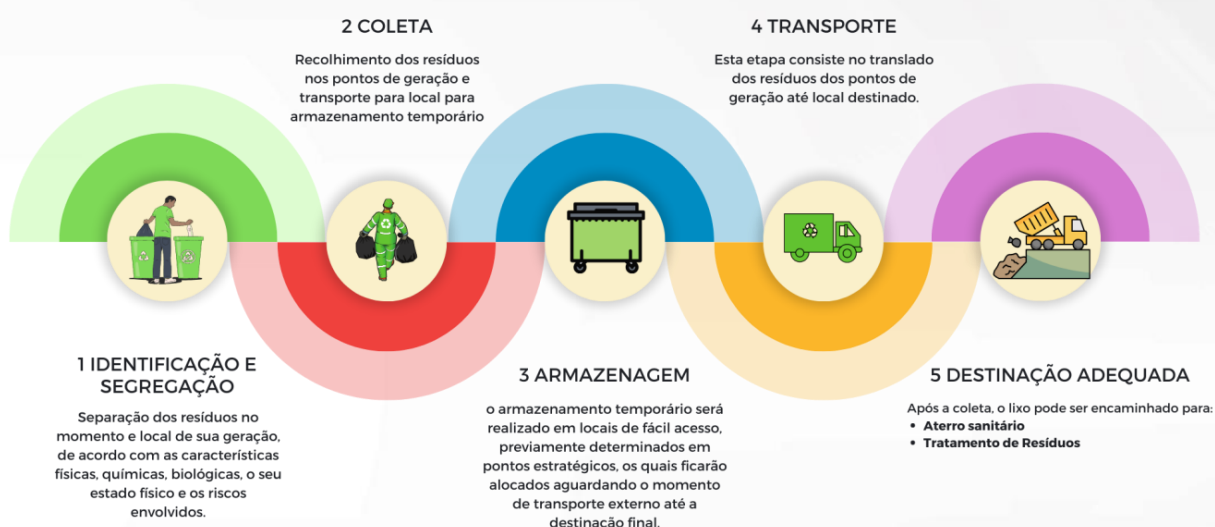 1 IDENTIFICAÇÃO E
SEGREGAÇÃO
Separação dos resíduos no
momento e local de sua geração,
de acordo com as características
físicas, químicas, biológicas, o seu
estado físico e os riscos
envolvidos.
2 COLETA
Recolhimento dos resíduos
nos pontos de geração e
transporte para local para
armazenamento temporário
3 ARMAZENAGEM
o armazenamento temporário será
realizado em locais de fácil acesso,
previamente determinados em
pontos estratégicos, os quais ficarão
alocados aguardando o momento
de transporte externo até a
destinação final.
4 TRANSPORTE
Esta etapa consiste no translado
dos resíduos dos pontos de
geração até local destinado.
5 DESTINAÇÃO ADEQUADA
Após a coleta, o lixo pode ser encaminhado para:
• Aterro sanitário
• Tratamento de Resíduos